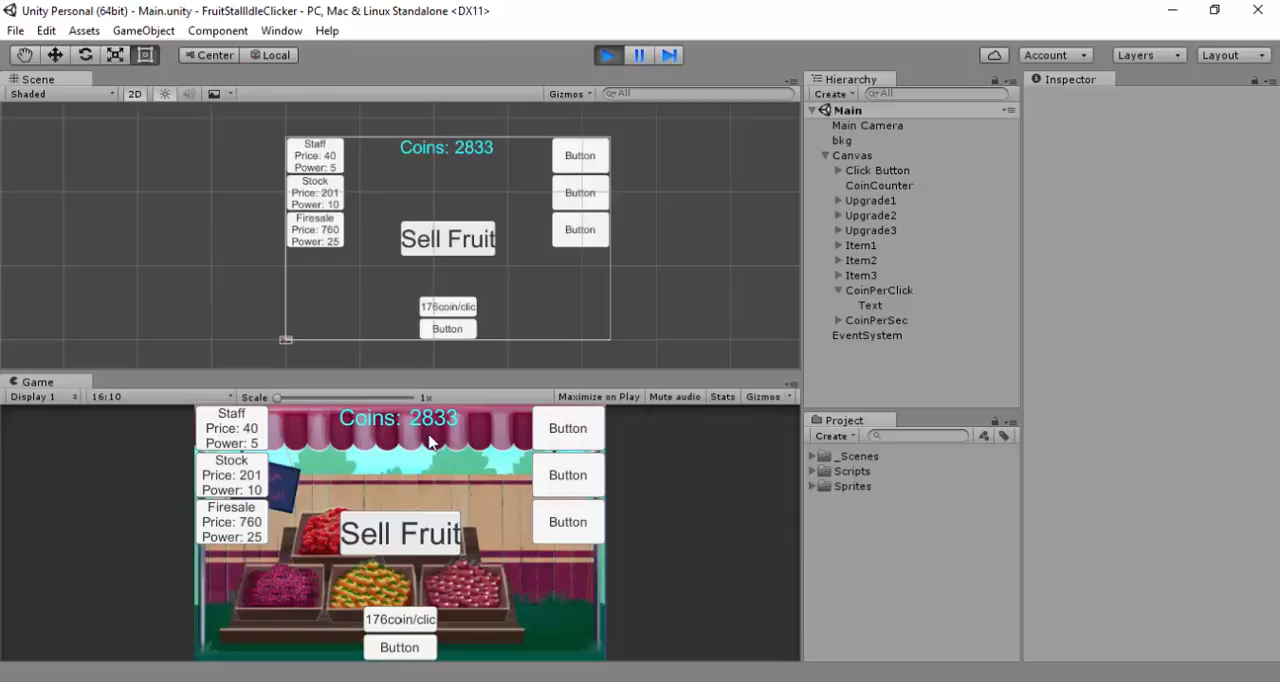 Unity Personal (64bit) - Main.unity - FruitStallIdleClicker - PC, Mac & Linux Standalone <DX11>
File Edit Assets GameObject Component Window Help
Center Local Account Layers Layout
Scene
Shaded 2D Gizmos All
Staff
Price: 40
Power: 5
Coins: 2833
Button
Stock
Price: 201
Power: 10
Button
Firesale
Price: 760
Power: 25
Button
Sell Fruit
176coin/clic
Button
Game
Display 1 16:10 Scale 1x Maximize on Play Mute audio Stats Gizmos
Staff
Price: 40
Power: 5
Coins: 2833
Button
Stock
Price: 201
Power: 10
Button
Firesale
Price: 760
Power: 25
Button
Sell Fruit
176coin/clic
Button
Hierarchy
Create All
Main
Main Camera
bkg
Canvas
Click Button
CoinCounter
Upgrade1
Upgrade2
Upgrade3
Item1
Item2
Item3
CoinPerClick
Text
CoinPerSec
EventSystem
Project
Create
_Scenes
Scripts
Sprites
Inspector